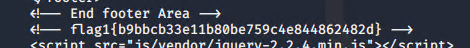 <!-- End footer Area -->
<!-- flag1{b9bbcb33e11b80be759c4e844862482d} -->
<script src="js/vendor/jquery-2.2.4.min.js"></script>